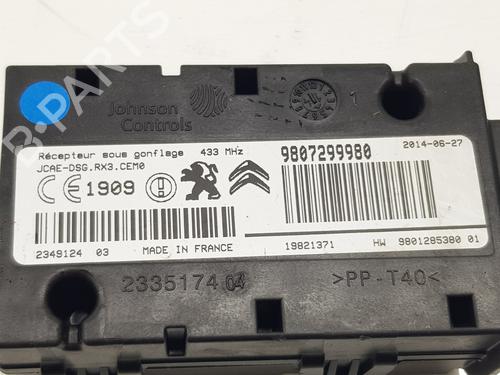 Johnson
Controls
Récepteur sous gonflage 433 MHz
JCAE-DSG.RX3.CEM0
9807299980
2014-06-27
CE 1909
2349124 03
MADE IN FRANCE
19821371
HW 9801285380 01
2335174 04
>PP-T40<
B-PARTS